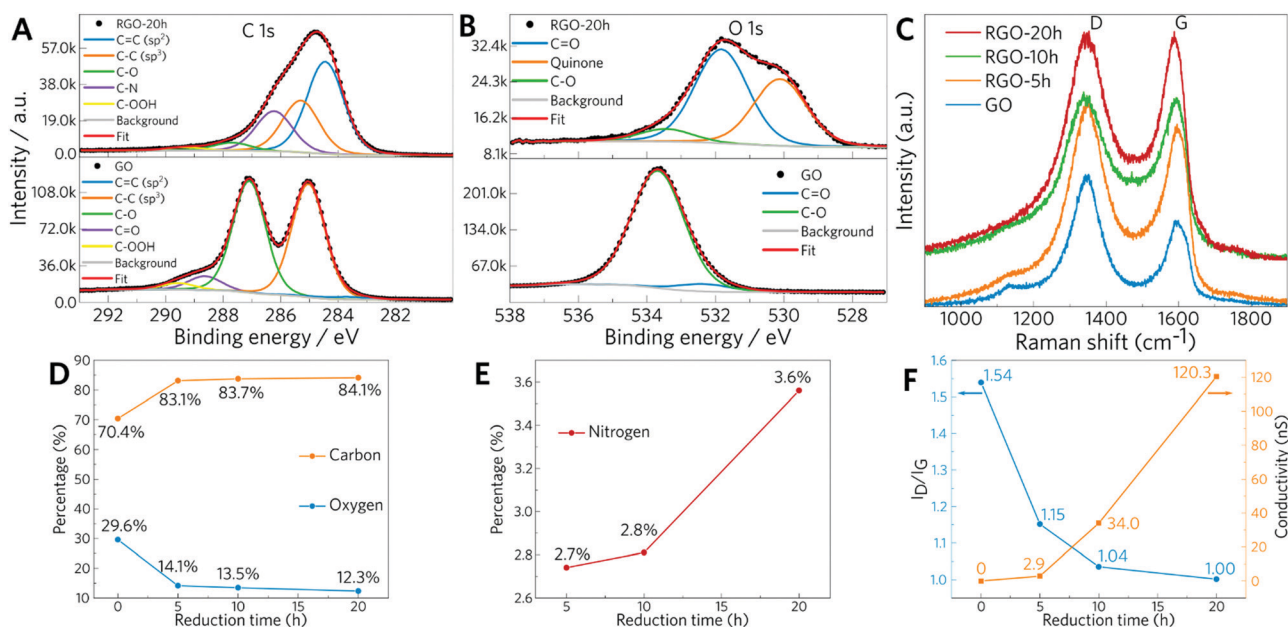 A
C 1s
RGO-20h
C=C (sp²)
C-C (sp³)
C-O
C-N
C-OOH
Background
Fit
57.0k
38.0k
19.0k
0.0
GO
C=C (sp²)
C-C (sp³)
C-O
C=O
C-OOH
Background
Fit
108.0k
72.0k
36.0k
0.0
Intensity / a.u.
292 290 288 286 284 282
Binding energy / eV
B
O 1s
RGO-20h
C=O
Quinone
C-O
Background
Fit
32.4k
24.3k
16.2k
8.1k
GO
C=O
C-O
Background
Fit
201.0k
134.0k
67.0k
538 536 534 532 530 528
Binding energy / eV
C
D G
RGO-20h
RGO-10h
RGO-5h
GO
Intensity (a.u.)
1000 1200 1400 1600 1800
Raman shift (cm⁻¹)
D
90
80
70
60
50
40
30
20
10
Percentage (%)
70.4%
83.1%
83.7%
84.1%
Carbon
Oxygen
29.6%
14.1%
13.5%
12.3%
0 5 10 20
Reduction time (h)
E
3.6
3.4
3.2
3.0
2.8
2.6
Percentage (%)
Nitrogen
2.7%
2.8%
3.6%
5 10 20
Reduction time (h)
F
1.6
1.5
1.4
1.3
1.2
1.1
1.0
I_D/I_G
1.54
1.15
1.04
1.00
0
2.9
34.0
120.3
120
100
80
60
40
20
0
Conductivity (nS)
0 5 10 20
Reduction time (h)